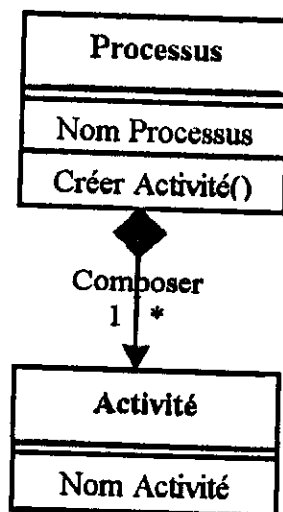 Processus
Nom Processus
Créer Activité()
Composer
1 *
Activité
Nom Activité